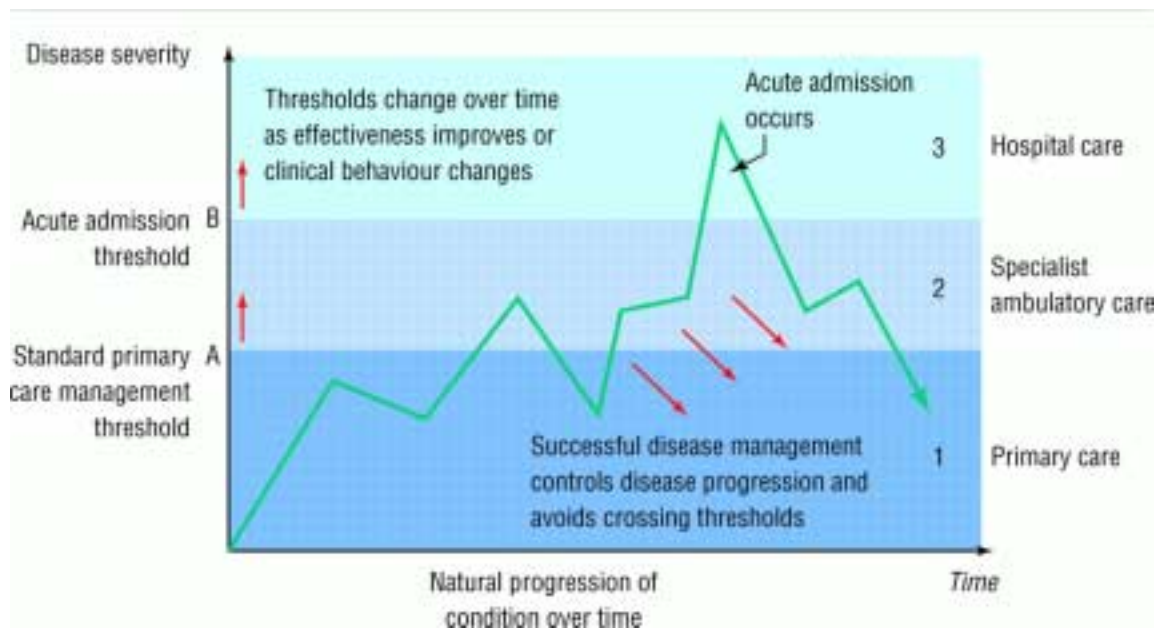 Disease severity
Thresholds change over time
as effectiveness improves or
clinical behaviour changes
Acute admission
occurs
3
Hospital care
Acute admission
threshold
B
2
Specialist
ambulatory care
Standard primary
care management
threshold
A
Successful disease management
controls disease progression and
avoids crossing thresholds
1
Primary care
Natural progression of
condition over time
Time